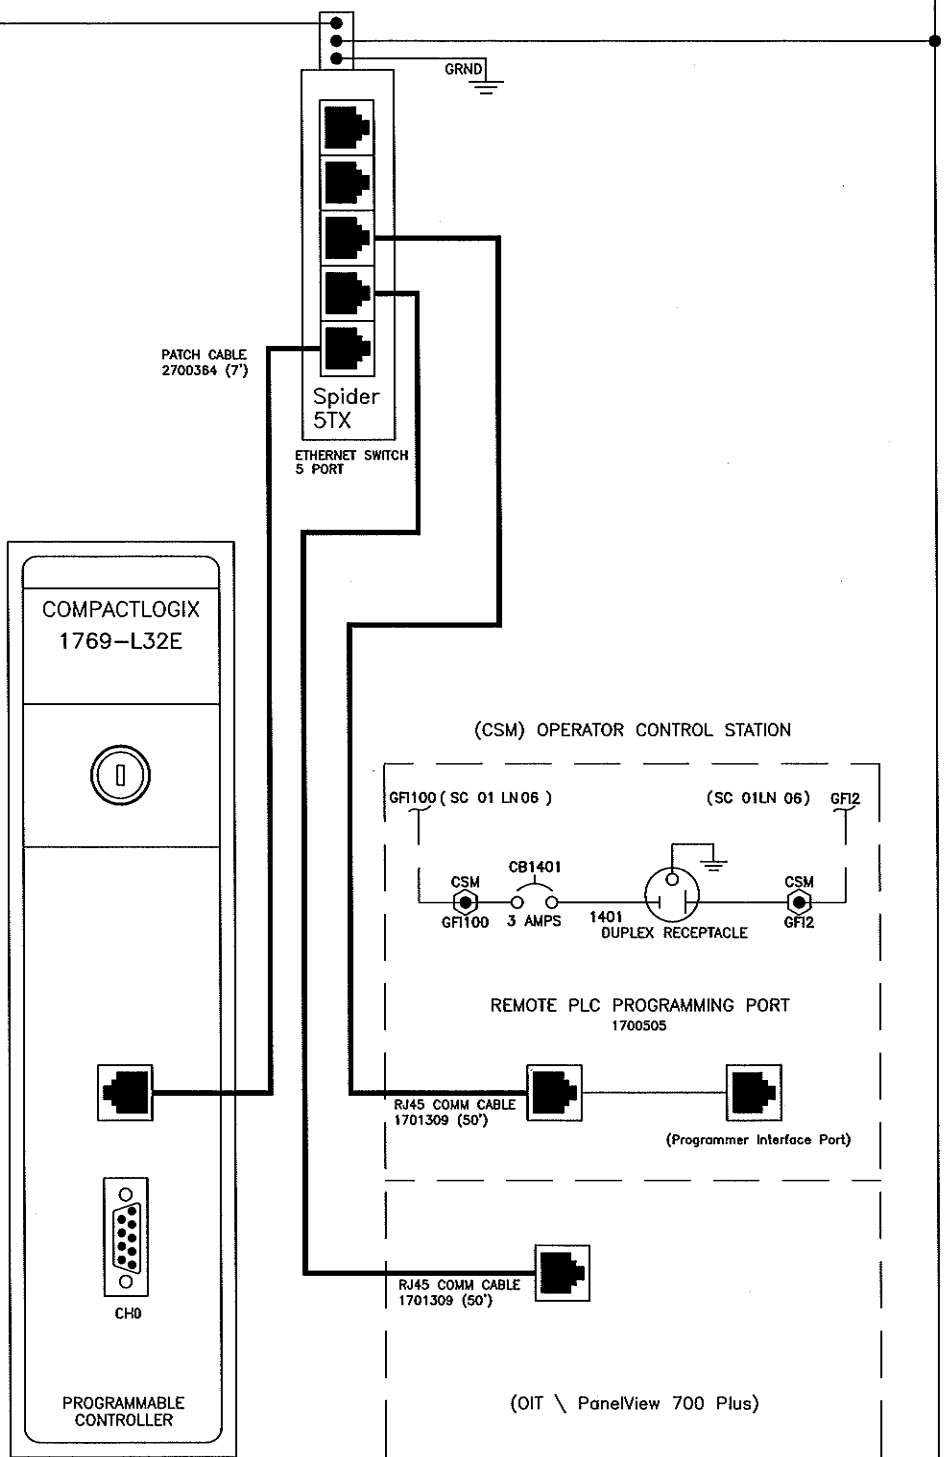 GRND
PATCH CABLE
2700364 (7')
Spider
5TX
ETHERNET SWITCH
5 PORT
COMPACTLOGIX
1769-L32E
(CSM) OPERATOR CONTROL STATION
GFI100 ( SC 01 LN 06 )
(SC 01LN 06) GFI2
CB1401
CSM
CSM
GFI100
3 AMPS
1401
DUPLEX RECEPTACLE
GFI2
REMOTE PLC PROGRAMMING PORT
1700505
RJ45 COMM CABLE
1701309 (50')
(Programmer Interface Port)
RJ45 COMM CABLE
1701309 (50')
CH0
PROGRAMMABLE
CONTROLLER
(OIT \ PanelView 700 Plus)